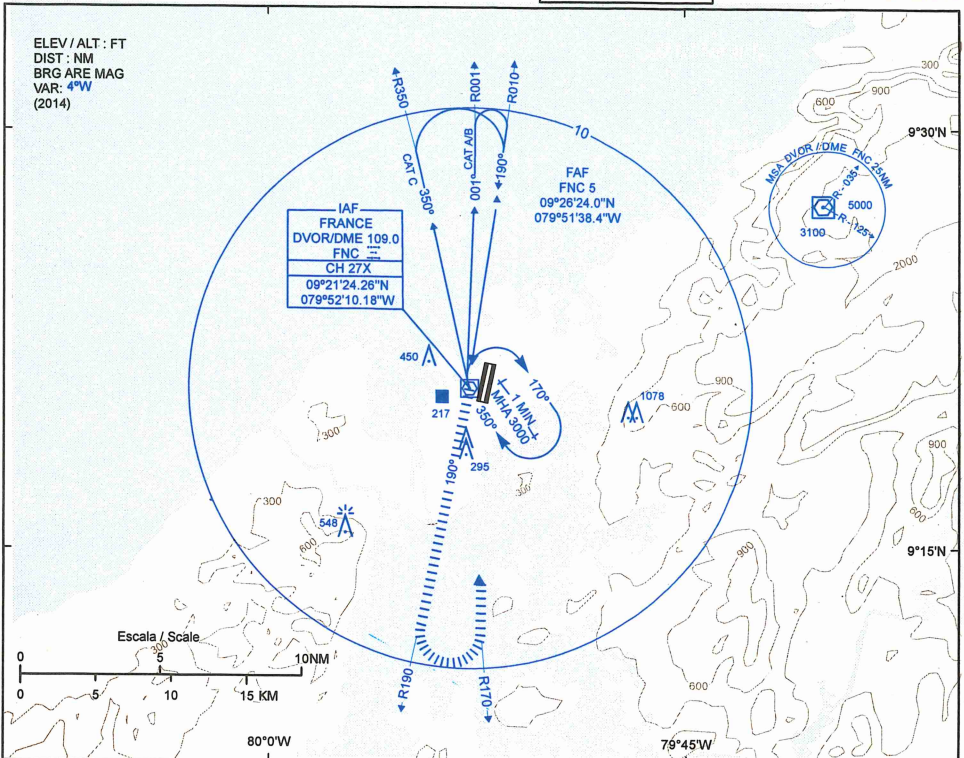 ELEV / ALT : FT
DIST : NM
BRG ARE MAG
VAR: 4°W
(2014)
R350
R001
R010
10
CAT C
350°
001°
CAT A/B
190°
FAF
FNC 5
09°26'24.0"N
079°51'38.4"W
IAF
FRANCE
DVOR/DME 109.0
FNC
CH 27X
09°21'24.26"N
079°52'10.18"W
MSA DVOR / DME FNC 25NM
R - 035°
5000
R - 125°
3100
300
900
600
9°30'N
2000
450
217
170°
1 MIN
MHA 3000
350°
295
190°
1078
900
600
300
300
300
548
600
900
600
900
9°15'N
Escala / Scale
300
0
5
10NM
0
5
10
15 KM
R190
R170
600
80°0'W
79°45'W